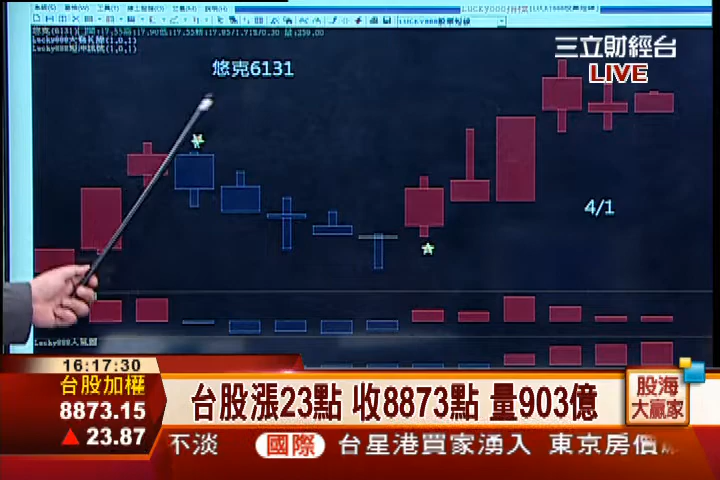 悠克6131
三立財經台
LIVE
4/1
16:17:30
台股加權
8873.15
▲ 23.87
台股漲23點 收8873點 量903億
股海
大贏家
不淡 國際 台星港買家湧入 東京房價